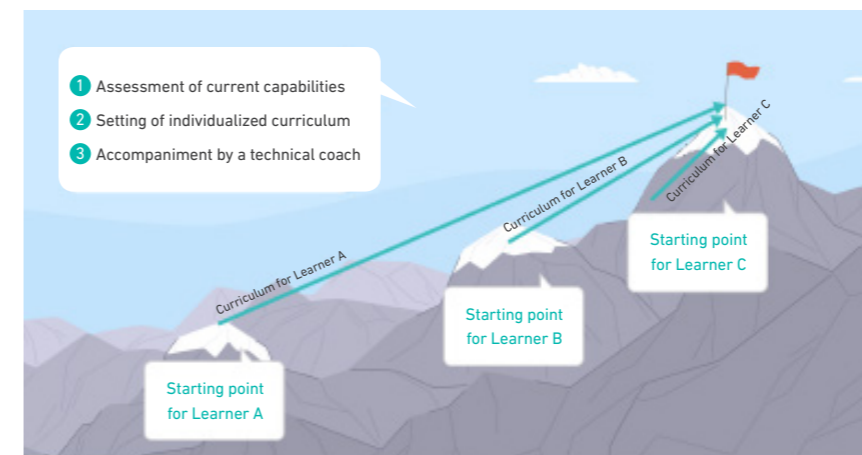 1 Assessment of current capabilities
2 Setting of individualized curriculum
3 Accompaniment by a technical coach
Curriculum for Learner A
Curriculum for Learner B
Curriculum for Learner C
Starting point
for Learner A
Starting point
for Learner B
Starting point
for Learner C